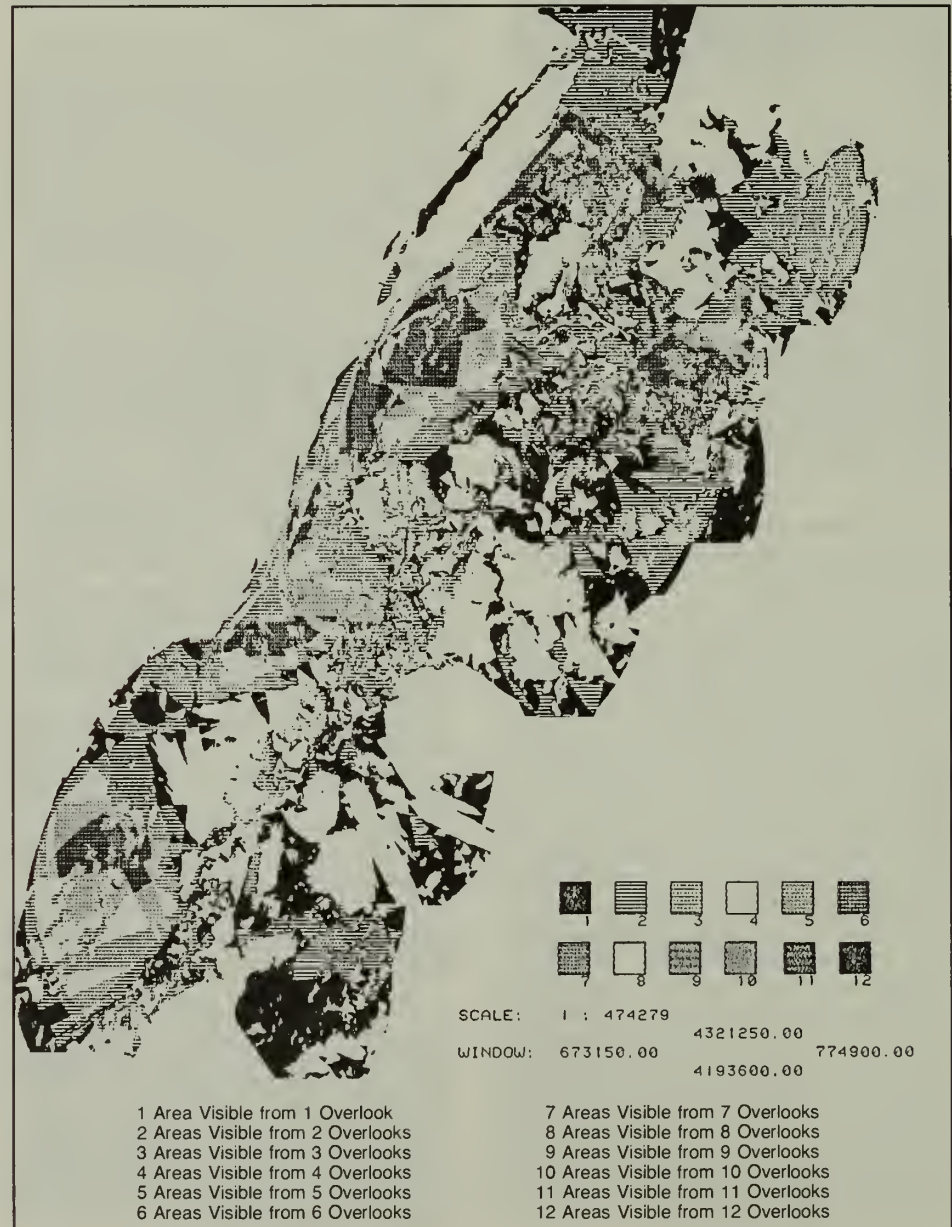 1 2 3 4 5 6
7 8 9 10 11 12
SCALE: 1 : 474279
4321250.00
WINDOW: 673150.00 774900.00
4193600.00
1 Area Visible from 1 Overlook
2 Areas Visible from 2 Overlooks
3 Areas Visible from 3 Overlooks
4 Areas Visible from 4 Overlooks
5 Areas Visible from 5 Overlooks
6 Areas Visible from 6 Overlooks
7 Areas Visible from 7 Overlooks
8 Areas Visible from 8 Overlooks
9 Areas Visible from 9 Overlooks
10 Areas Visible from 10 Overlooks
11 Areas Visible from 11 Overlooks
12 Areas Visible from 12 Overlooks